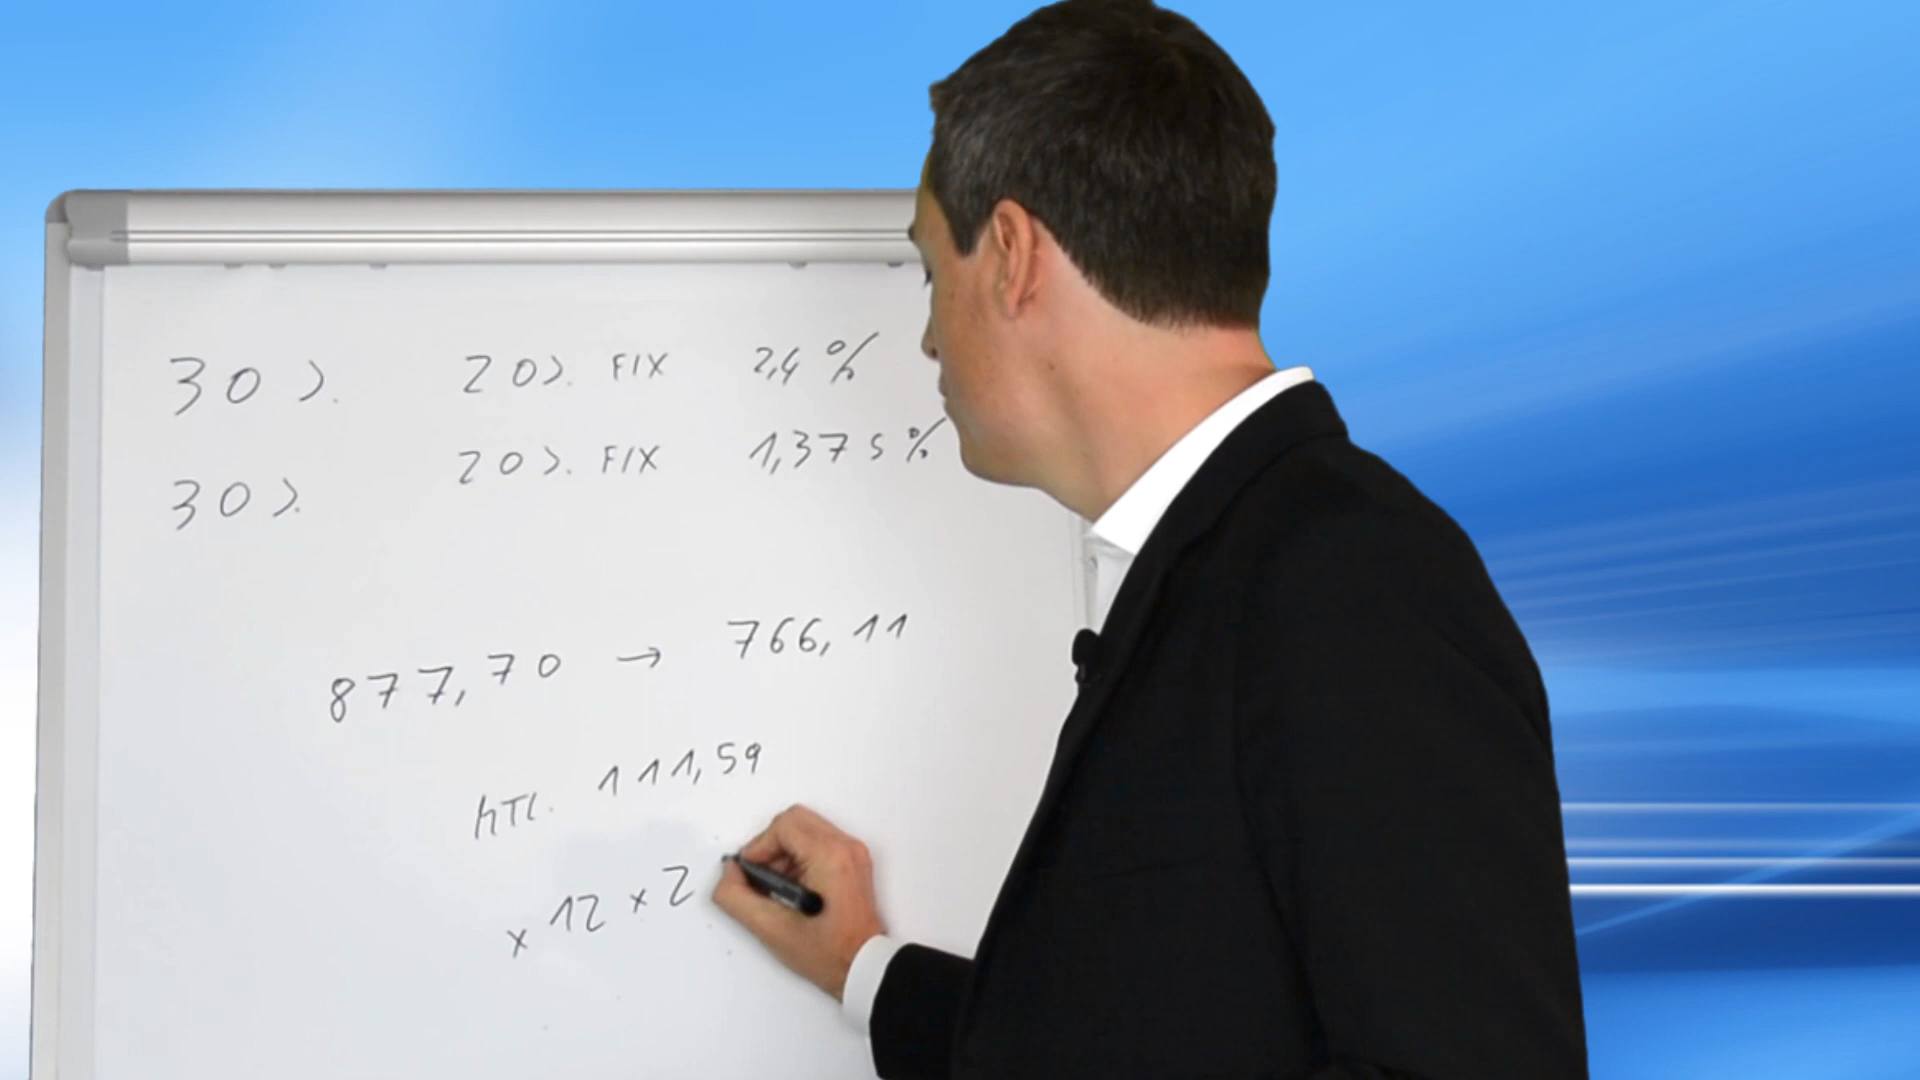 30 J.
20 J. FIX 2,4 %
20 J. FIX 1,375 %
30 J.
877,70 → 766,11
MTL. 111,59
x 12 x 2